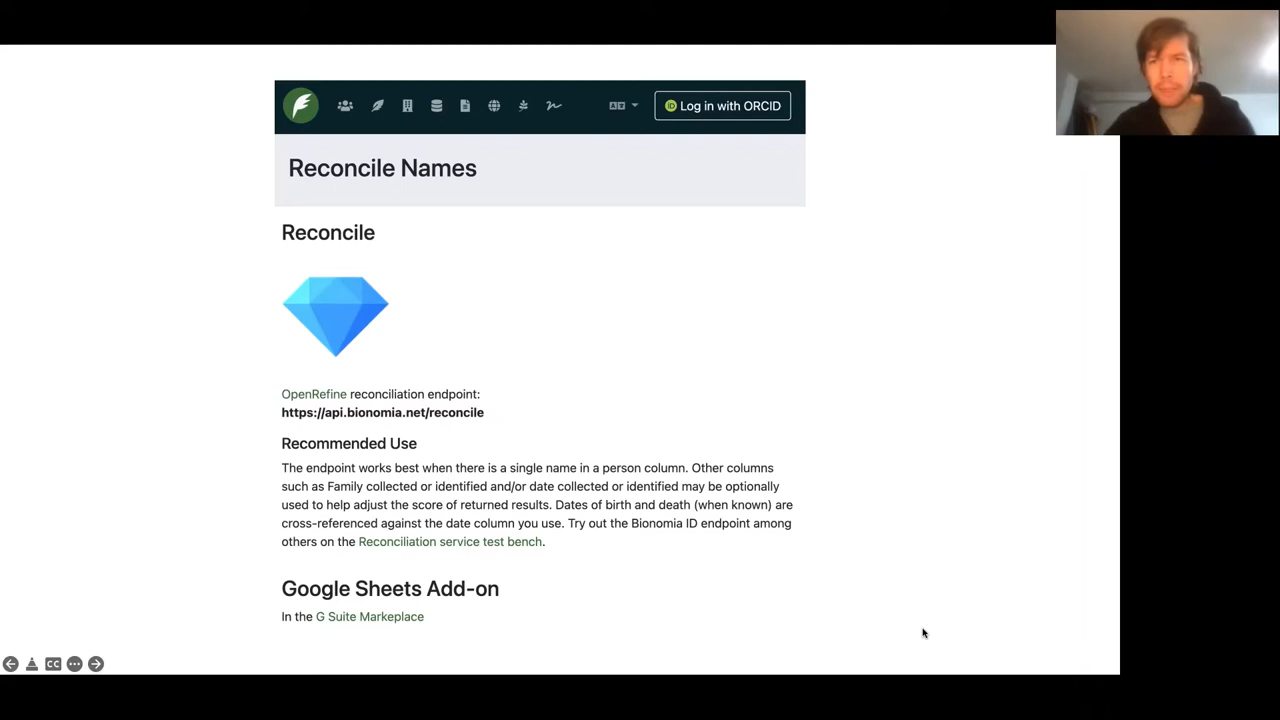 Log in with ORCID
Reconcile Names
Reconcile
OpenRefine reconciliation endpoint:
https://api.bionomia.net/reconcile
Recommended Use
The endpoint works best when there is a single name in a person column. Other columns
such as Family collected or identified and/or date collected or identified may be optionally
used to help adjust the score of returned results. Dates of birth and death (when known) are
cross-referenced against the date column you use. Try out the Bionomia ID endpoint among
others on the Reconciliation service test bench.
Google Sheets Add-on
In the G Suite Markeplace
CC